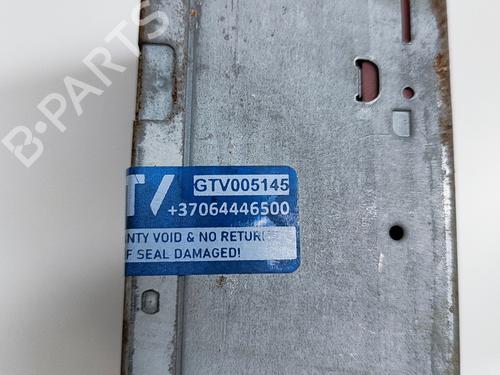 B-PARTS
GTV005145
+37064446500
NTY VOID & NO RETUR
F SEAL DAMAGED!